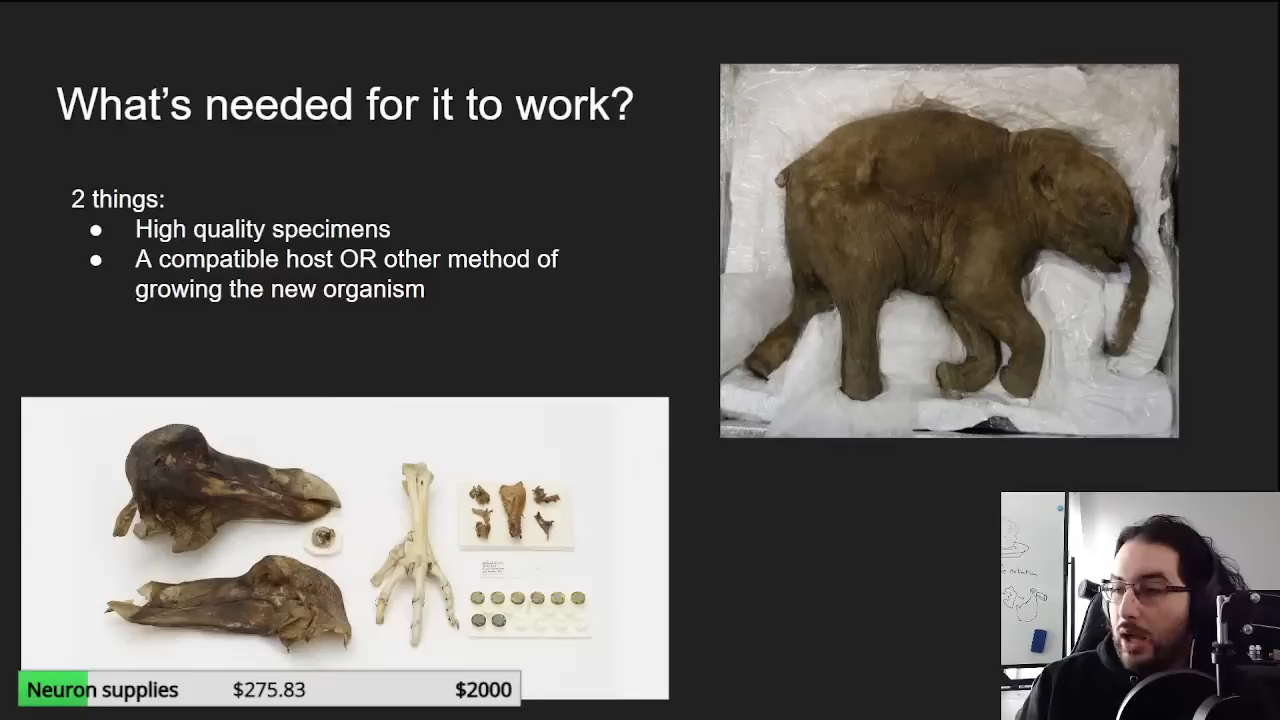 What's needed for it to work?
2 things:
● High quality specimens
● A compatible host OR other method of
growing the new organism
Neuron supplies $275.83 $2000